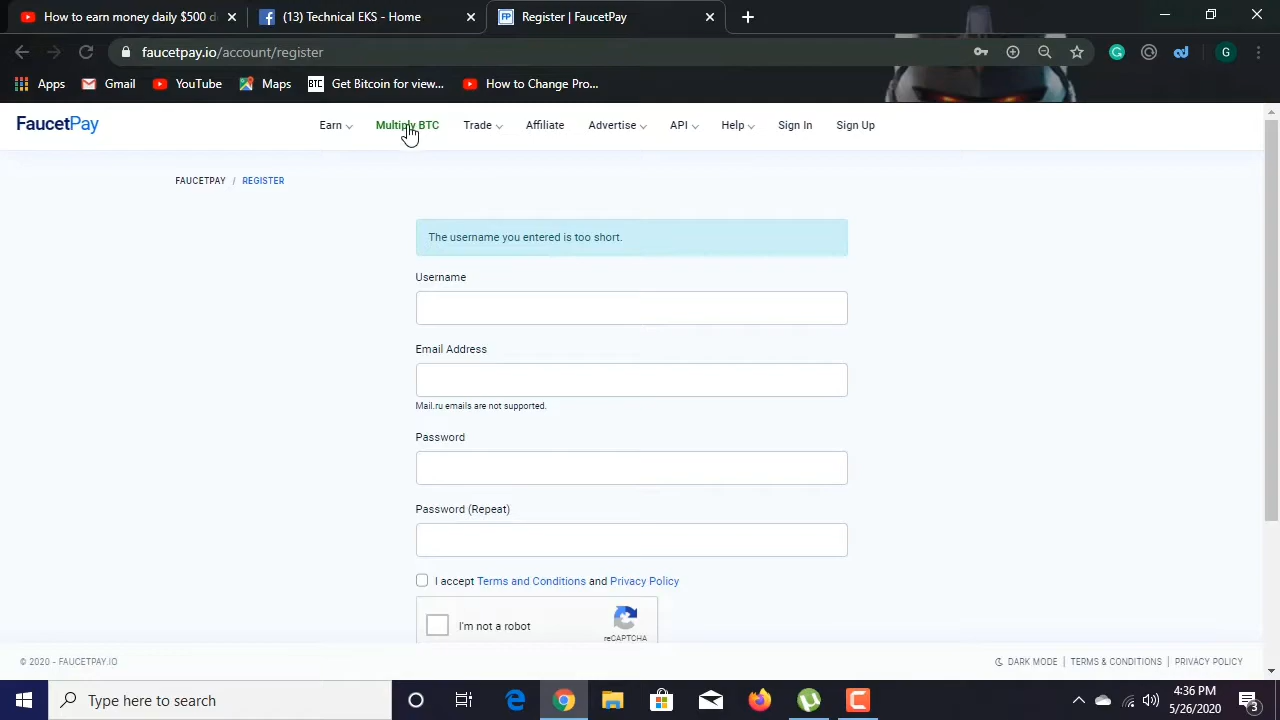 How to earn money daily $500 d
(13) Technical EKS - Home
FP Register | FaucetPay
faucetpay.io/account/register
G
Apps
Gmail
YouTube
Maps
BTC Get Bitcoin for view...
How to Change Pro...
FaucetPay
Earn
Multiply BTC
Trade
Affiliate
Advertise
API
Help
Sign In
Sign Up
FAUCETPAY / REGISTER
The username you entered is too short.
Username
Email Address
Mail.ru emails are not supported.
Password
Password (Repeat)
I accept Terms and Conditions and Privacy Policy
I'm not a robot
reCAPTCHA
© 2020 - FAUCETPAY.IO
DARK MODE | TERMS & CONDITIONS | PRIVACY POLICY
Type here to search
4:36 PM
5/26/2020
3